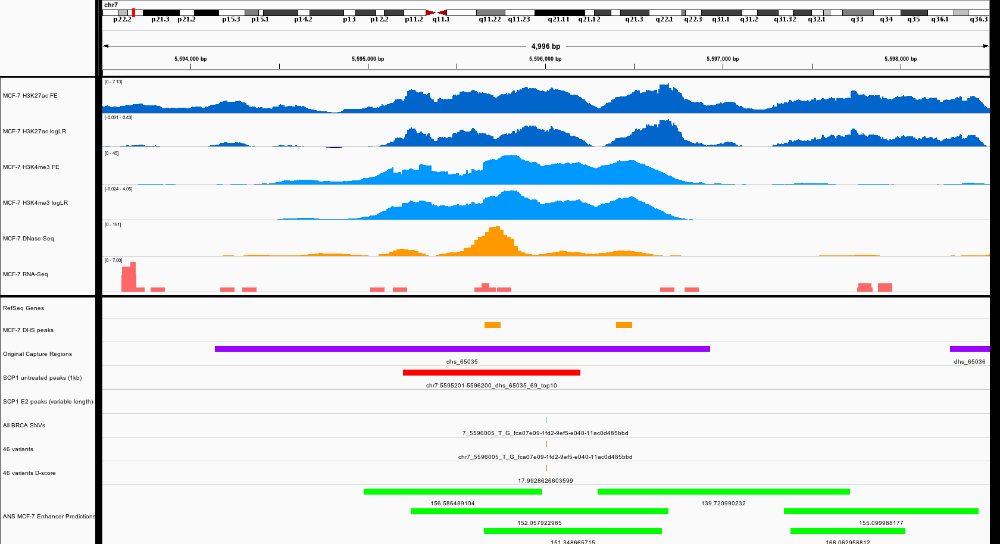 chr7
p22.2 p21.3 p21.2 p15.3 p15.1 p14.2 p13 p12.2 p11.2 q11.1 q11.22 q11.23 q21.11 q21.12 q21.3 q22.1 q22.3 q31.1 q31.2 q31.32 q32.1 q33 q34 q35 q36.1 q36.3
4,996 bp
5,594,000 bp 5,595,000 bp 5,596,000 bp 5,597,000 bp 5,598,000 bp
[0 - 7.13]
MCF-7 H3K27ac FE
[-0.031 - 0.43]
MCF-7 H3K27ac logLR
[0 - 45]
MCF-7 H3K4me3 FE
[-0.024 - 4.05]
MCF-7 H3K4me3 logLR
[0 - 181]
MCF-7 DNase-Seq
[0 - 7.00]
MCF-7 RNA-Seq
RefSeq Genes
MCF-7 DHS peaks
Original Capture Regions
dhs_65035 dhs_65036
SCP1 untreated peaks (1kb)
chr7:5595201-5596200_dhs_65035_69_top10
SCP1 E2 peaks (variable length)
All BRCA SNVs
7_5596005_T_G_fca07e09-1fd2-9ef5-e040-11ac0d485bbd
46 variants
chr7_5596005_T_G_fca07e09-1fd2-9ef5-e040-11ac0d485bbd
46 variants D-score
17.9928626603599
156.586489104 139.720990232
ANS MCF-7 Enhancer Predictions
152.057922985 155.099988177
151.348665715 166.062958812